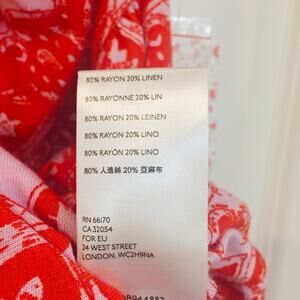 80% RAYON 20% LINEN
80% RAYONNE 20% LIN
80% RAYON 20% LEINEN
80% RAYON 20% LINO
80% RAYÓN 20% LINO
80% 人造絲 20% 亞麻布
RN 66170
CA 32054
FOR EU
24 WEST STREET
LONDON, WC2H9NA